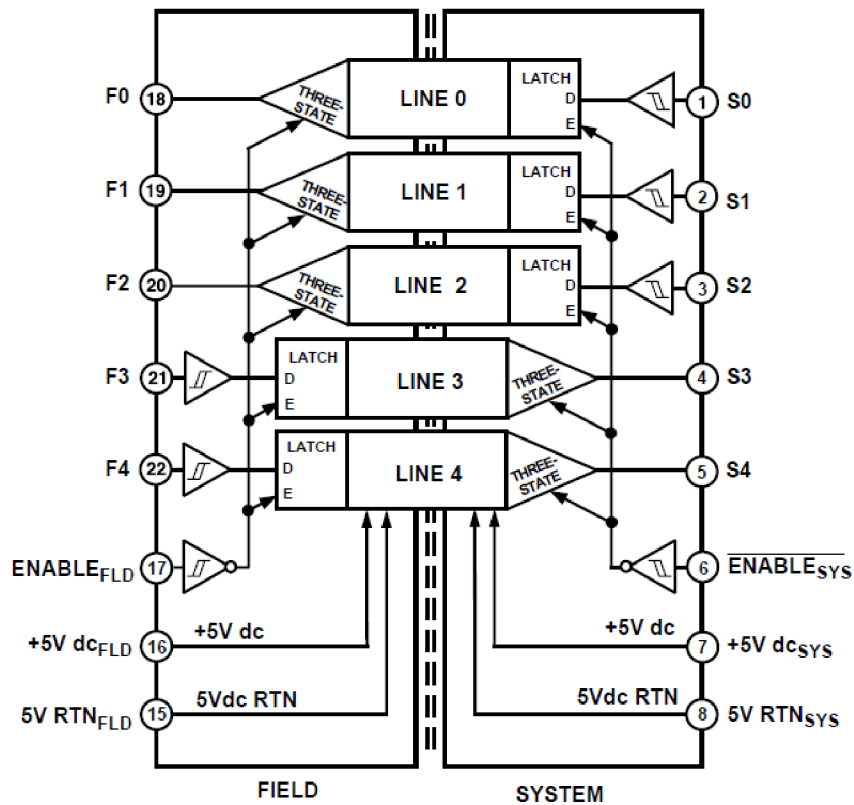 F0 18 THREE-STATE LINE 0 LATCH D E 1 S0
F1 19 THREE-STATE LINE 1 LATCH D E 2 S1
F2 20 THREE-STATE LINE 2 LATCH D E 3 S2
F3 21 LATCH D E LINE 3 THREE-STATE 4 S3
F4 22 LATCH D E LINE 4 THREE-STATE 5 S4
ENABLEFLD 17 6 ENABLESYS
+5V dcFLD 16 +5V dc +5V dc 7 +5V dcSYS
5V RTNFLD 15 5Vdc RTN 5Vdc RTN 8 5V RTNSYS
FIELD SYSTEM